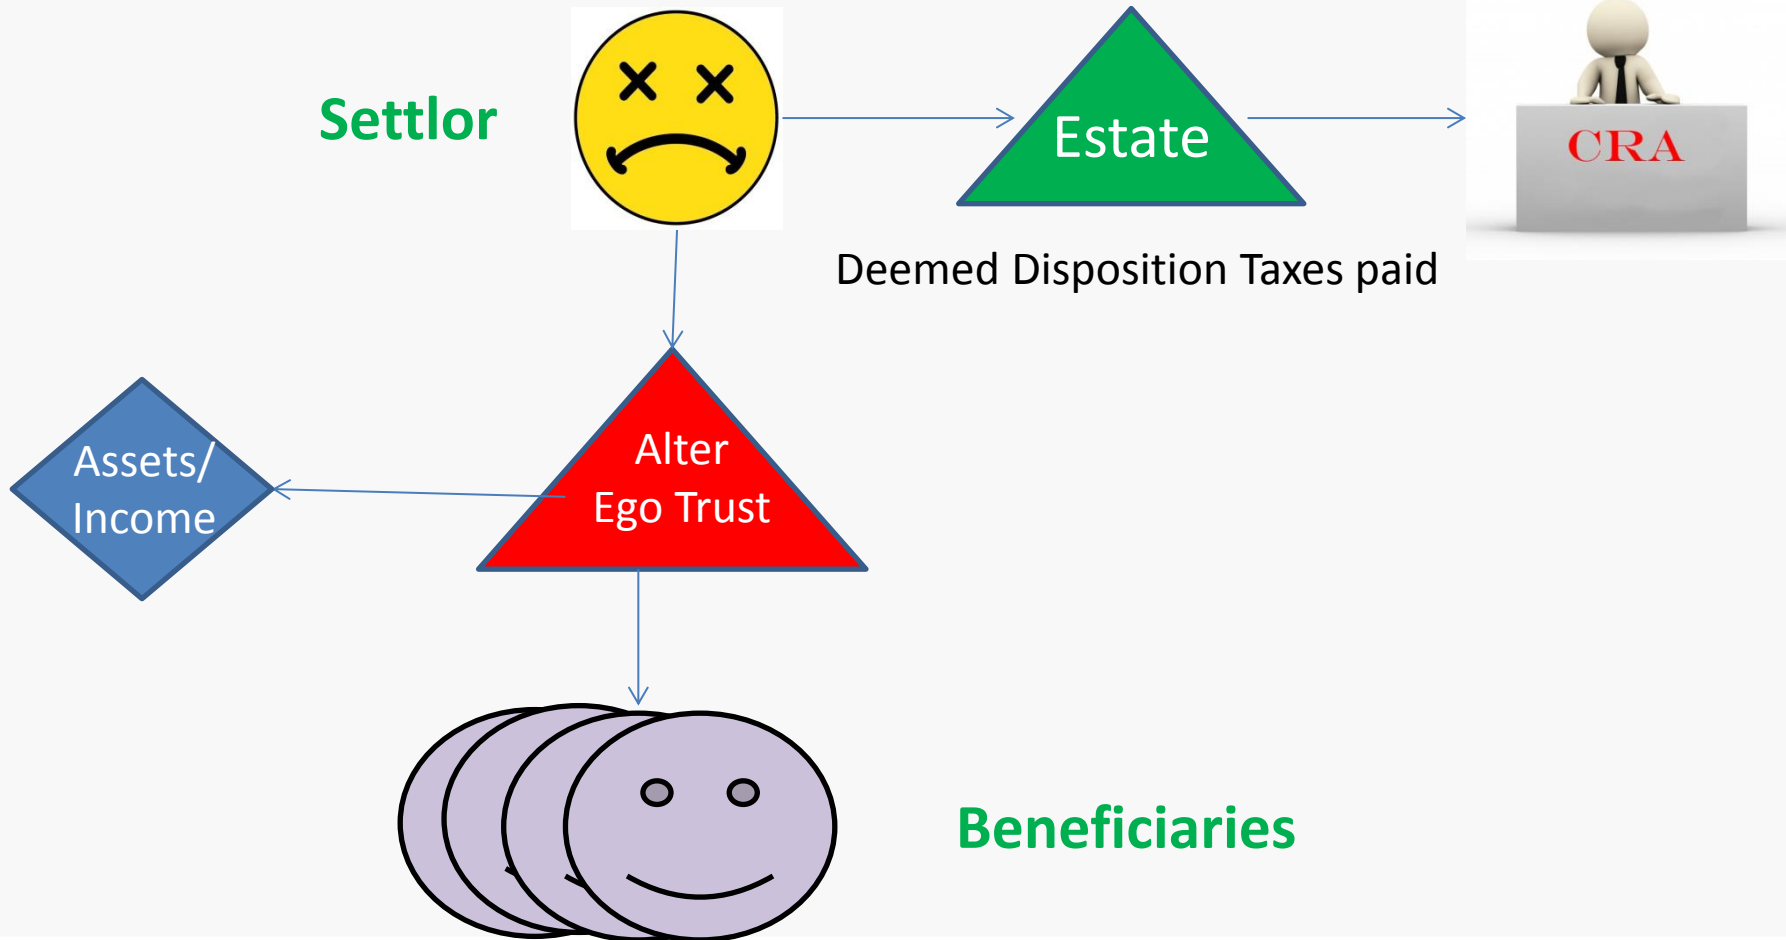 Settlor
Estate
CRA
Deemed Disposition Taxes paid
Alter
Ego Trust
Assets/
Income
Beneficiaries